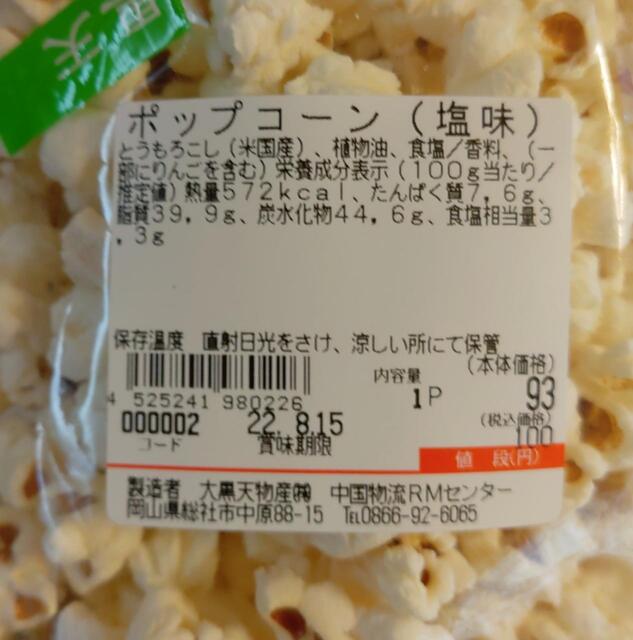 黒天
ポップコーン（塩味）
とうもろこし（米国産）、植物油、食塩／香料、（一
部にりんごを含む）栄養成分表示（１００ｇ当たり／
推定値）熱量５７２ｋｃａｌ、たんぱく質７，６ｇ、
脂質３９，９ｇ、炭水化物４４，６ｇ、食塩相当量３
，３ｇ
保存温度　直射日光をさけ、涼しい所にて保管
(本体価格)
内容量
1P
93
4 525241 980226
(税込価格)
000002
22. 8.15
100
コード
賞味期限
値　段(円)
製造者　大黒天物産㈱　中国物流ＲＭセンター
岡山県総社市中原88-15　℡0866-92-6065